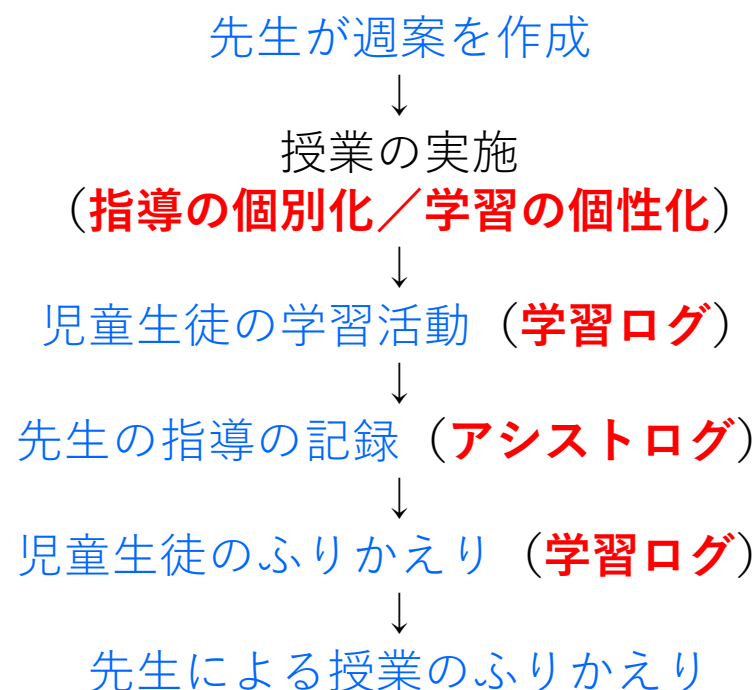 先生が週案を作成
↓
授業の実施
（指導の個別化／学習の個性化）
↓
児童生徒の学習活動（学習ログ）
↓
先生の指導の記録（アシストログ）
↓
児童生徒のふりかえり（学習ログ）
↓
先生による授業のふりかえり